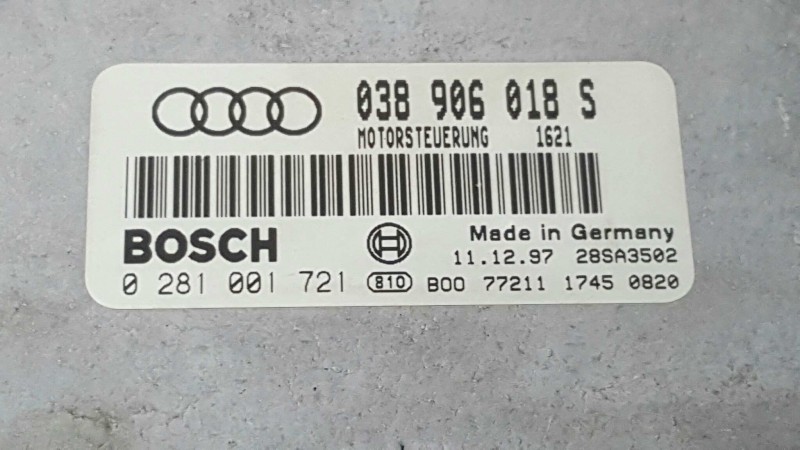 038 906 018 S
MOTORSTEUERUNG 1621
BOSCH
Made in Germany
11.12.97 28SA3502
0 281 001 721 810 B00 77211 1745 0820